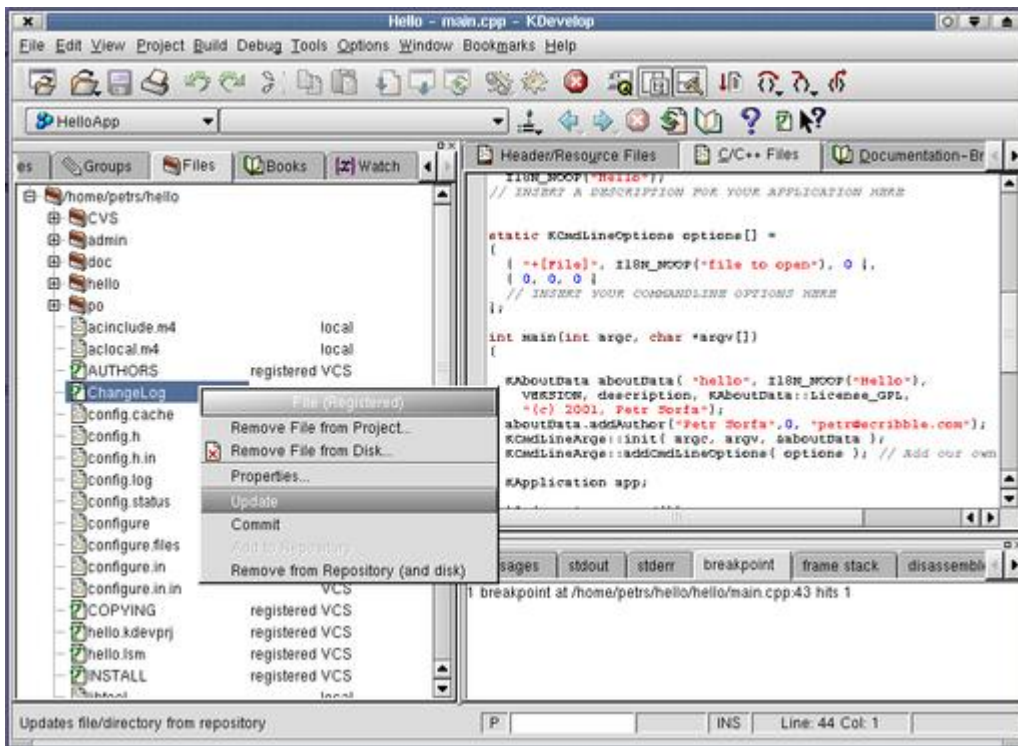 Hello - main.cpp - KDevelop
File Edit View Project Build Debug Tools Options Window Bookmarks Help
HelloApp
es Groups Files Books Watch
Header/Resource Files C/C++ Files Documentation-Br
/home/petrs/hello
CVS
admin
doc
hello
po
acinclude.m4 local
aclocal.m4 local
AUTHORS registered VCS
ChangeLog
config.cache
config.h
config.h.in
config.log
config.status
configure
configure.files
configure.in
configure.in.in VCS
COPYING registered VCS
hello.kdevprj registered VCS
hello.lsm registered VCS
INSTALL registered VCS
libtool local
File (Registered)
Remove File from Project...
Remove File from Disk...
Properties...
Update
Commit
Add to Repository
Remove from Repository (and disk)
I18N_NOOP("Hello");
// INSERT A DESCRIPTION FOR YOUR APPLICATION HERE
static KCmdLineOptions options[] =
{
{ "+[File]", I18N_NOOP("file to open"), 0 },
{ 0, 0, 0 }
// INSERT YOUR COMMANDLINE OPTIONS HERE
};
int main(int argc, char *argv[])
{
KAboutData aboutData( "hello", I18N_NOOP("Hello"),
VERSION, description, KAboutData::License_GPL,
"(c) 2001, Petr Sorfa");
aboutData.addAuthor("Petr Sorfa",0, "petr@scribble.com");
KCmdLineArgs::init( argc, argv, &aboutData );
KCmdLineArgs::addCmdLineOptions( options ); // Add our own
KApplication app;
ssages stdout stderr breakpoint frame stack disassembl
1 breakpoint at /home/petrs/hello/hello/main.cpp:43 hits 1
Updates file/directory from repository
P INS Line: 44 Col: 1